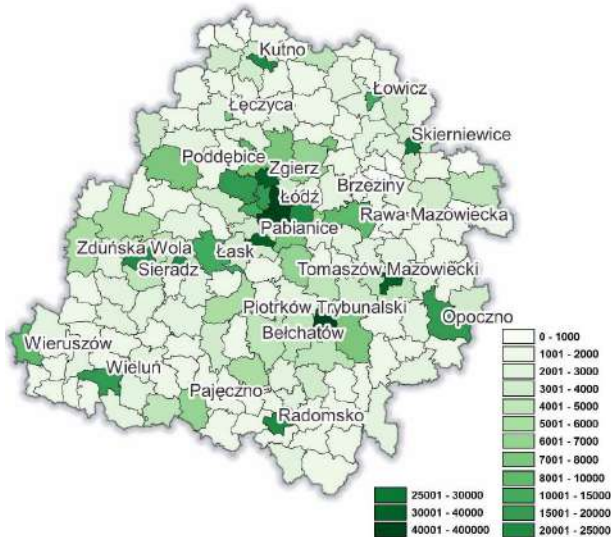 Kutno
Łowicz
Łęczyca
Skierniewice
Poddębice
Zgierz
Łódź
Brzeziny
Rawa Mazowiecka
Pabianice
Zduńska Wola
Łask
Sieradz
Tomaszów Mazowiecki
Piotrków Trybunalski
Opoczno
Bełchatów
Wieruszów
Wieluń
Pajęczno
Radomsko
0 - 1000
1001 - 2000
2001 - 3000
3001 - 4000
4001 - 5000
5001 - 6000
6001 - 7000
7001 - 8000
8001 - 10000
10001 - 15000
15001 - 20000
20001 - 25000
25001 - 30000
30001 - 40000
40001 - 400000